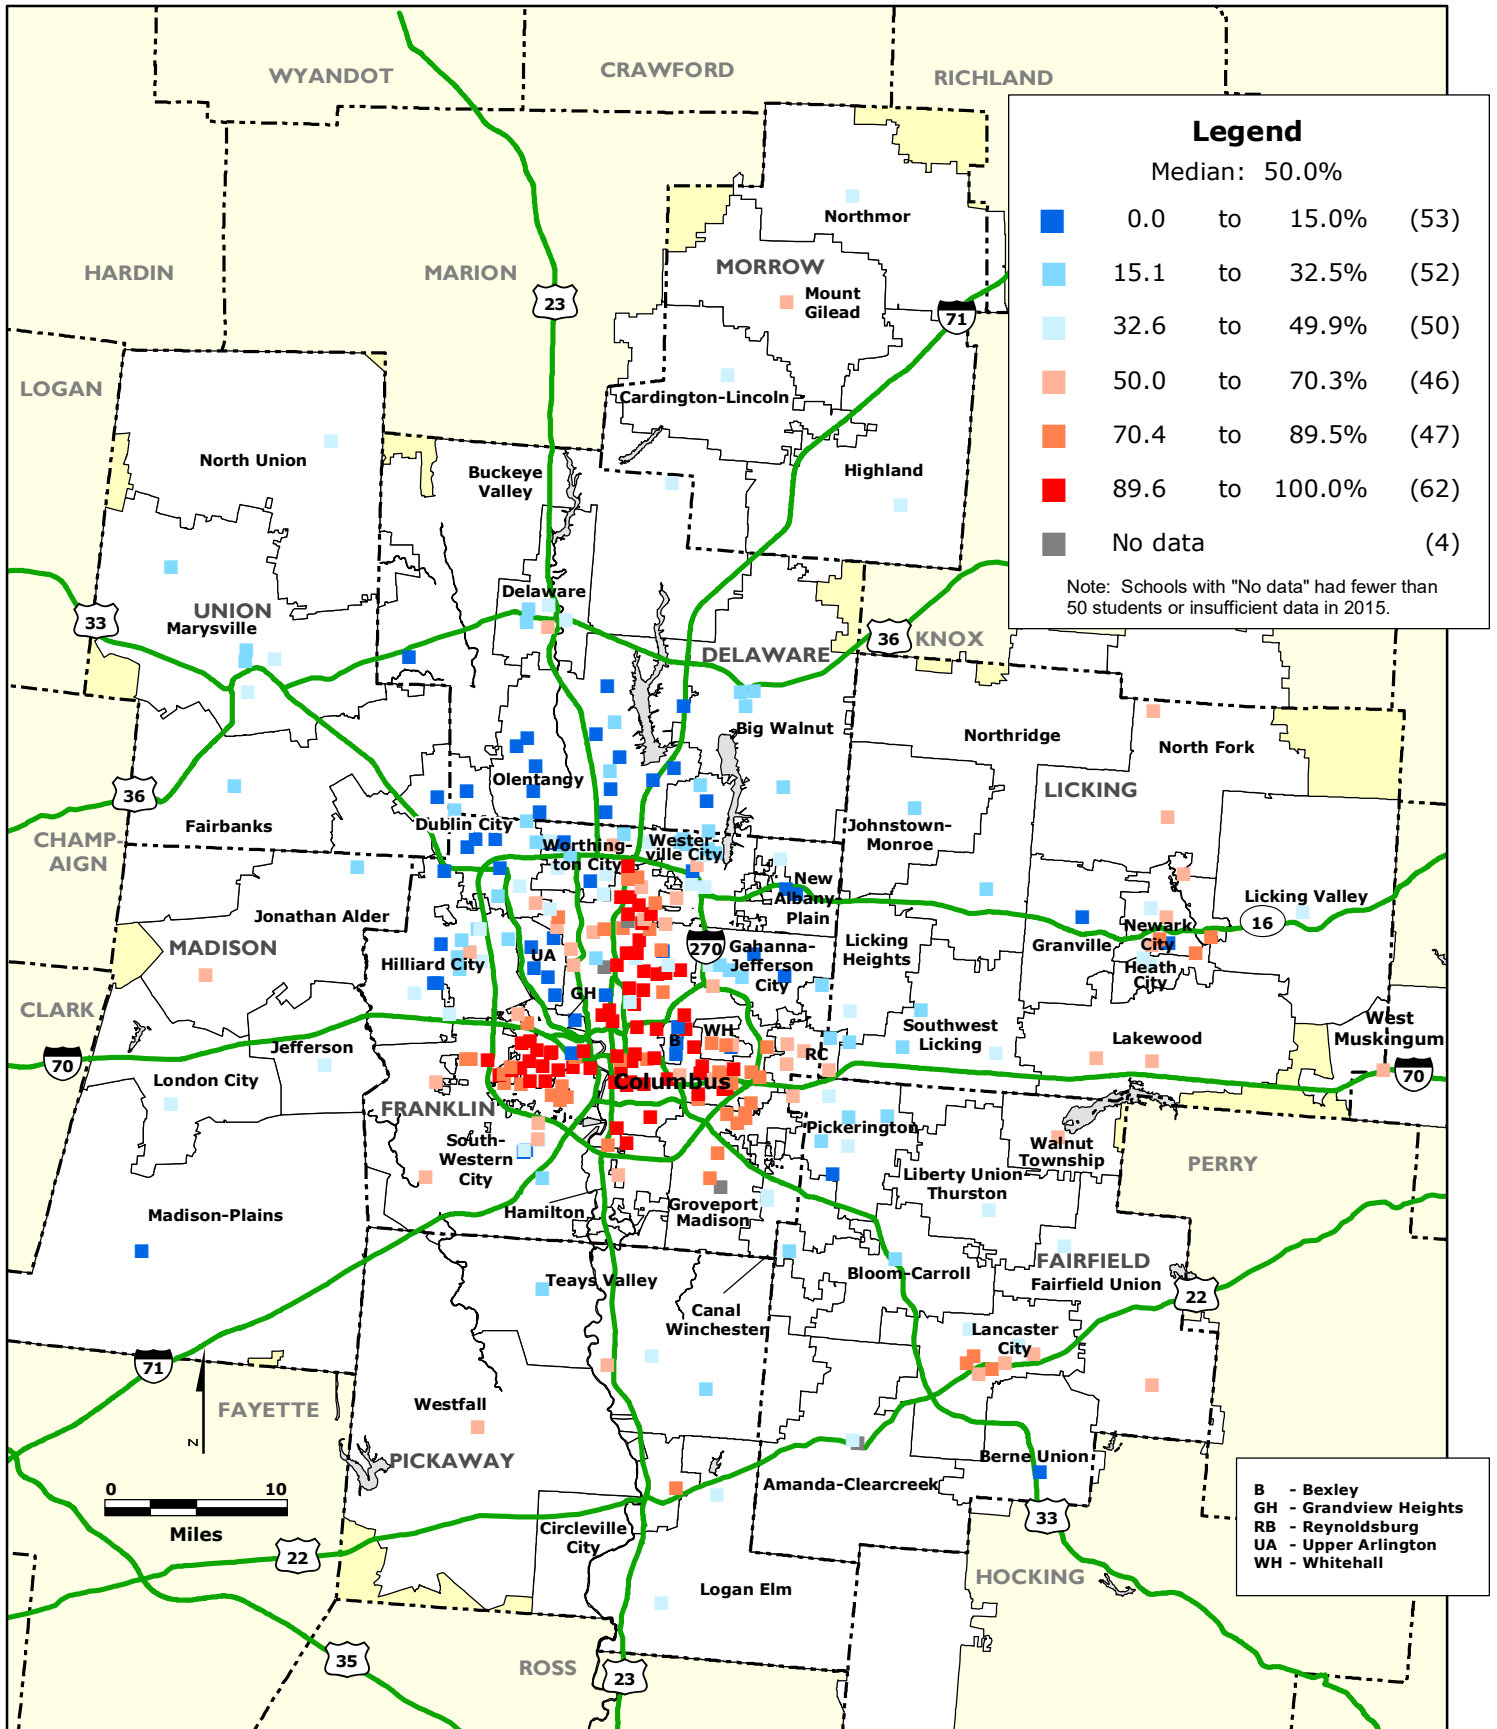 WYANDOT
CRAWFORD
RICHLAND
Legend
Median: 50.0%
0.0 to 15.0% (53)
15.1 to 32.5% (52)
32.6 to 49.9% (50)
50.0 to 70.3% (46)
70.4 to 89.5% (47)
89.6 to 100.0% (62)
No data (4)
Note: Schools with "No data" had fewer than
50 students or insufficient data in 2015.
Northmor
HARDIN
MARION
MORROW
23
Mount
Gilead
71
LOGAN
Cardington-Lincoln
North Union
Buckeye
Valley
Highland
Delaware
UNION
Marysville
33
36
KNOX
DELAWARE
Big Walnut
Northridge
North Fork
Olentangy
LICKING
36
Fairbanks
Dublin City
CHAMP-
AIGN
Worthing-
ton City
Wester-
ville City
Johnstown-
Monroe
New
Albany-
Plain
Licking Valley
Jonathan Alder
16
MADISON
270
Gahanna-
Jefferson
City
Licking
Heights
Granville
Newark
City
Heath
City
Hilliard City
UA
GH
CLARK
Southwest
Licking
Lakewood
West
Muskingum
WH
B
RC
Jefferson
70
70
London City
Columbus
FRANKLIN
Pickerington
South-
Western
City
Walnut
Township
PERRY
Liberty Union-
Thurston
Madison-Plains
Hamilton
Groveport
Madison
FAIRFIELD
Fairfield Union
Bloom-Carroll
Teays Valley
22
Canal
Winchester
Lancaster
City
71
FAYETTE
Westfall
N
PICKAWAY
Berne Union
Amanda-Clearcreek
0 10
Miles
B - Bexley
GH - Grandview Heights
RB - Reynoldsburg
UA - Upper Arlington
WH - Whitehall
33
Circleville
City
22
HOCKING
Logan Elm
35
ROSS
23